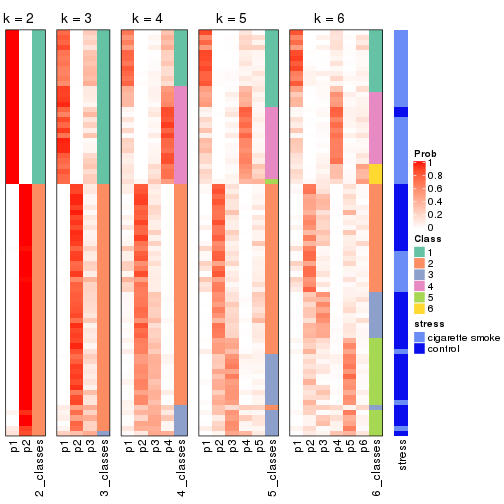 k = 2 k = 3 k = 4 k = 5 k = 6
Prob
1
0.8
0.6
0.4
0.2
0
Class
1
2
3
4
5
6
stress
cigarette smoke
control
p1 p2 2_classes p1 p2 p3 3_classes p1 p2 p3 p4 4_classes p1 p2 p3 p4 p5 5_classes p1 p2 p3 p4 p5 p6 6_classes stress